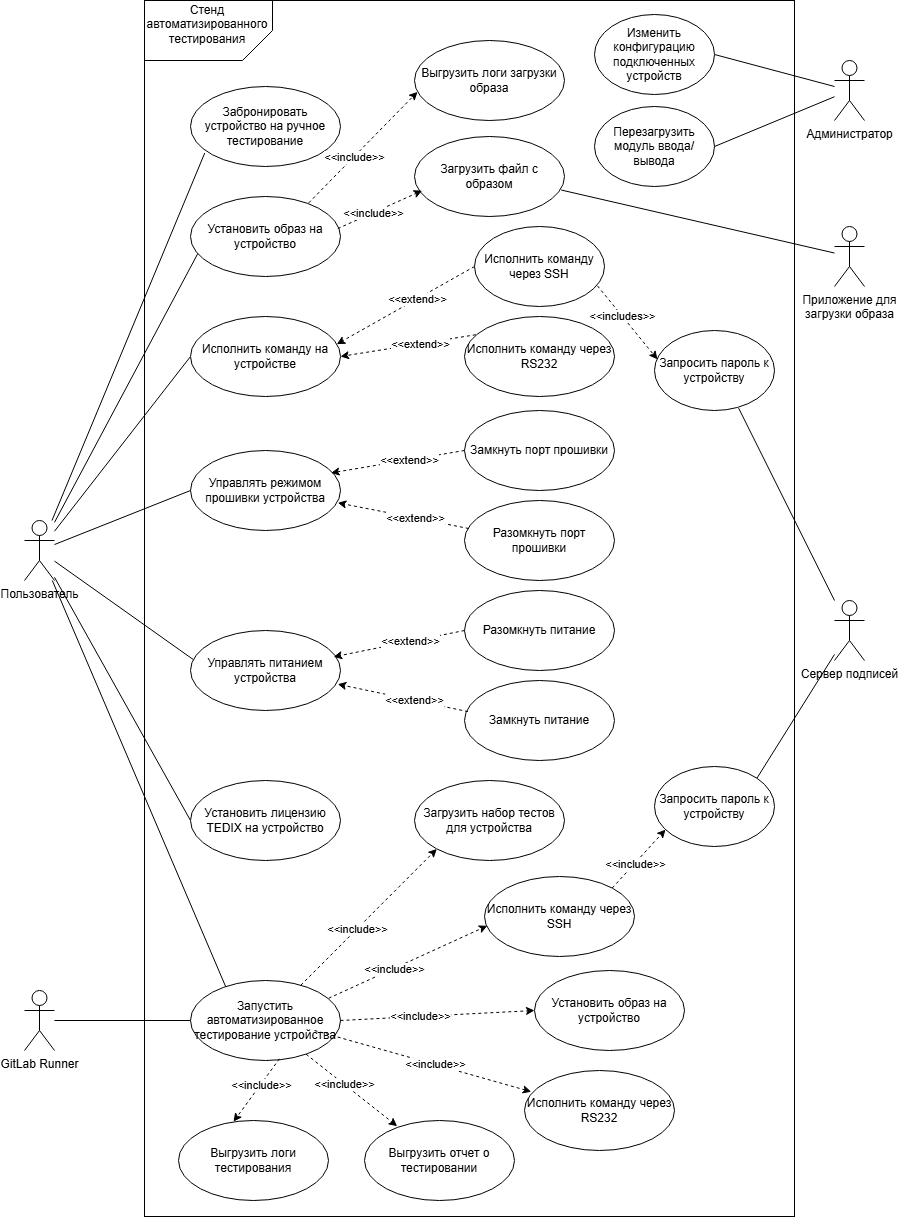 Стенд
автоматизированного
тестирования
Изменить
конфигурацию
подключенных
устройств
Выгрузить логи загрузки
образа
Забронировать
устройство на ручное
тестирование
Администратор
Перезагрузить
модуль ввода/
вывода
<<include>>
Загрузить файл с
образом
<<include>>
Установить образ на
устройство
Исполнить команду
через SSH
Приложение для
загрузки образа
<<extend>>
<<includes>>
<<extend>>
Исполнить команду на
устройстве
Исполнить команду через
RS232
Запросить пароль к
устройству
Замкнуть порт прошивки
<<extend>>
Управлять режимом
прошивки устройства
<<extend>>
Разомкнуть порт
прошивки
Пользователь
Разомкнуть питание
<<extend>>
Управлять питанием
устройства
Сервер подписей
<<extend>>
Замкнуть питание
Установить лицензию
TEDIX на устройство
Загрузить набор тестов
для устройства
Запросить пароль к
устройству
<<include>>
Исполнить команду через
SSH
<<include>>
<<include>>
Запустить
автоматизированное
тестирование устройства
<<include>>
Установить образ на
устройство
GitLab Runner
<<include>>
<<include>>
<<include>>
Исполнить команду через
RS232
Выгрузить логи
тестирования
Выгрузить отчет о
тестировании